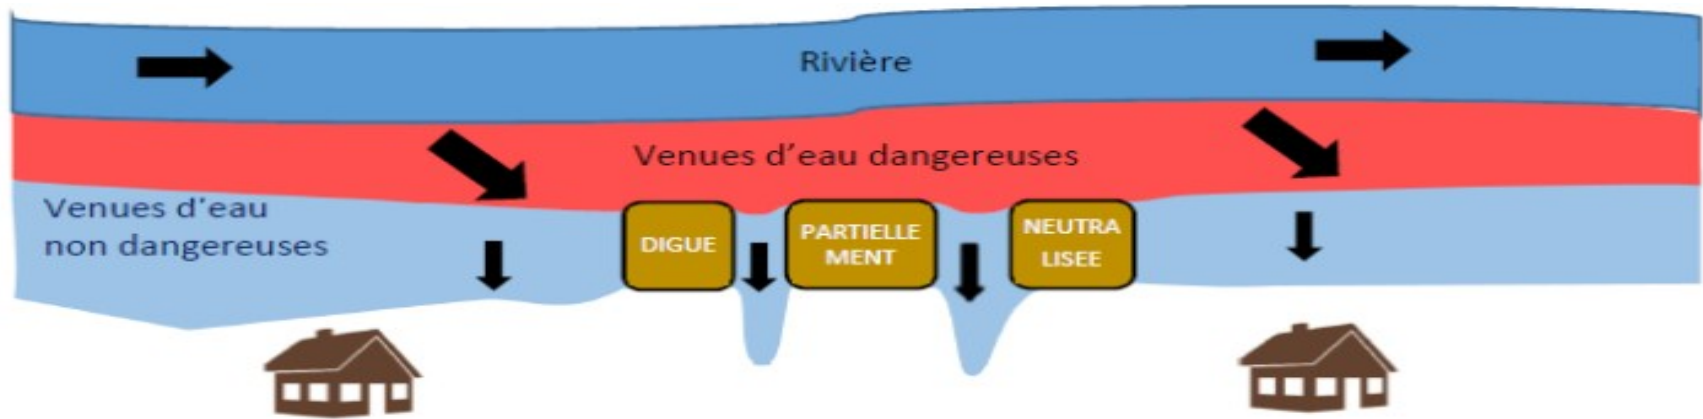 Rivière
Venues d'eau dangereuses
Venues d'eau
non dangereuses
DIGUE
PARTIELLE
MENT
NEUTRA
LISEE